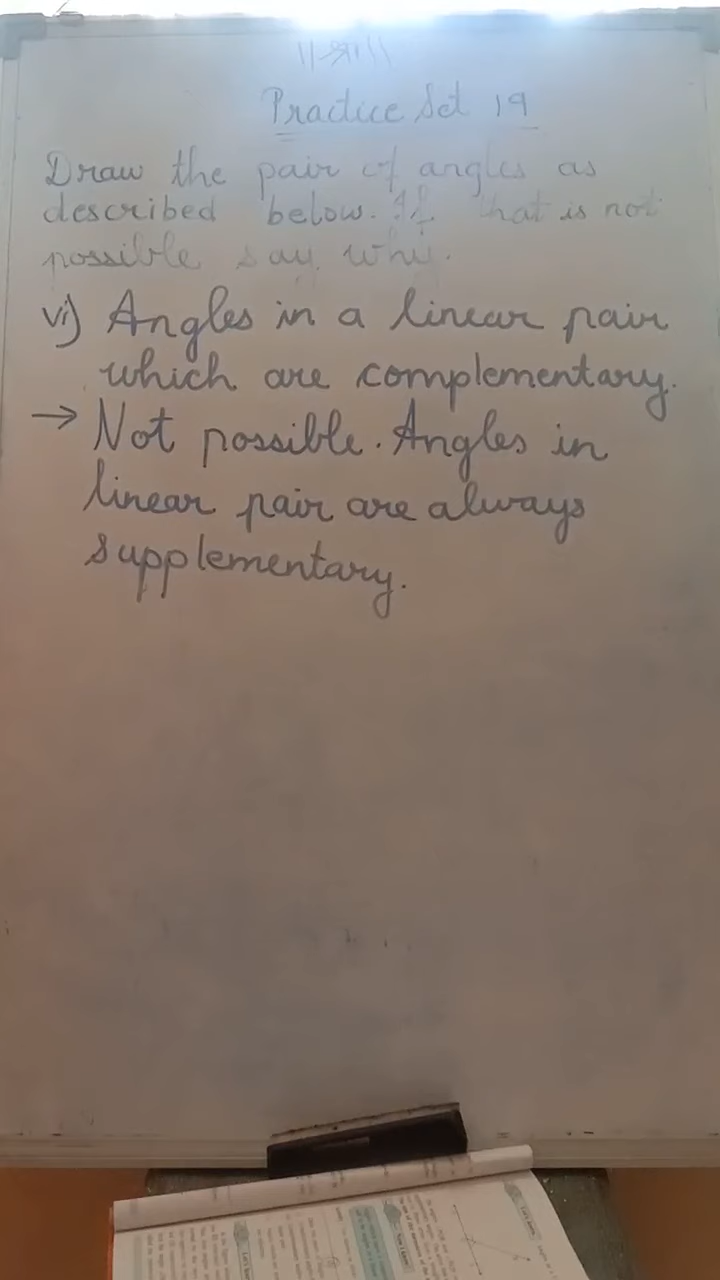 ॥श्री॥
Practice Set 19
Draw the pair of angles as
described below. If that is not
possible say why.
vi) Angles in a linear pair
which are complementary.
→ Not possible. Angles in
linear pair are always
supplementary.